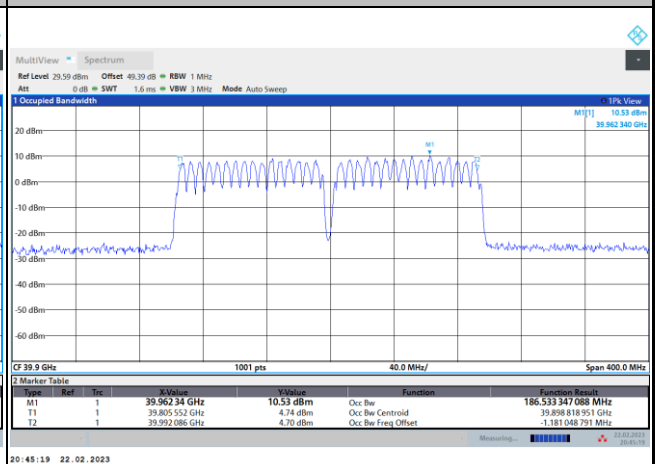 MultiView Spectrum
Ref Level 29.59 dBm Offset 49.39 dB RBW 1 MHz
Att 0 dB SWT 1.6 ms VBW 3 MHz Mode Auto Sweep
1 Occupied Bandwidth 1Pk View
M1[1] 10.53 dBm
39.962 340 GHz
20 dBm
M1
10 dBm
T1 T2
0 dBm
-10 dBm
-20 dBm
-30 dBm
-40 dBm
-50 dBm
-60 dBm
CF 39.9 GHz 1001 pts 40.0 MHz/ Span 400.0 MHz
2 Marker Table
Type Ref Trc X-Value Y-Value Function Function Result
M1 1 39.962 34 GHz 10.53 dBm Occ Bw 186.533 347 088 MHz
T1 1 39.805 552 GHz 4.74 dBm Occ Bw Centroid 39.898 818 951 GHz
T2 1 39.992 086 GHz 4.70 dBm Occ Bw Freq Offset -1.181 048 791 MHz
Measuring... 22.02.2023
20:45:19
20:45:19 22.02.2023